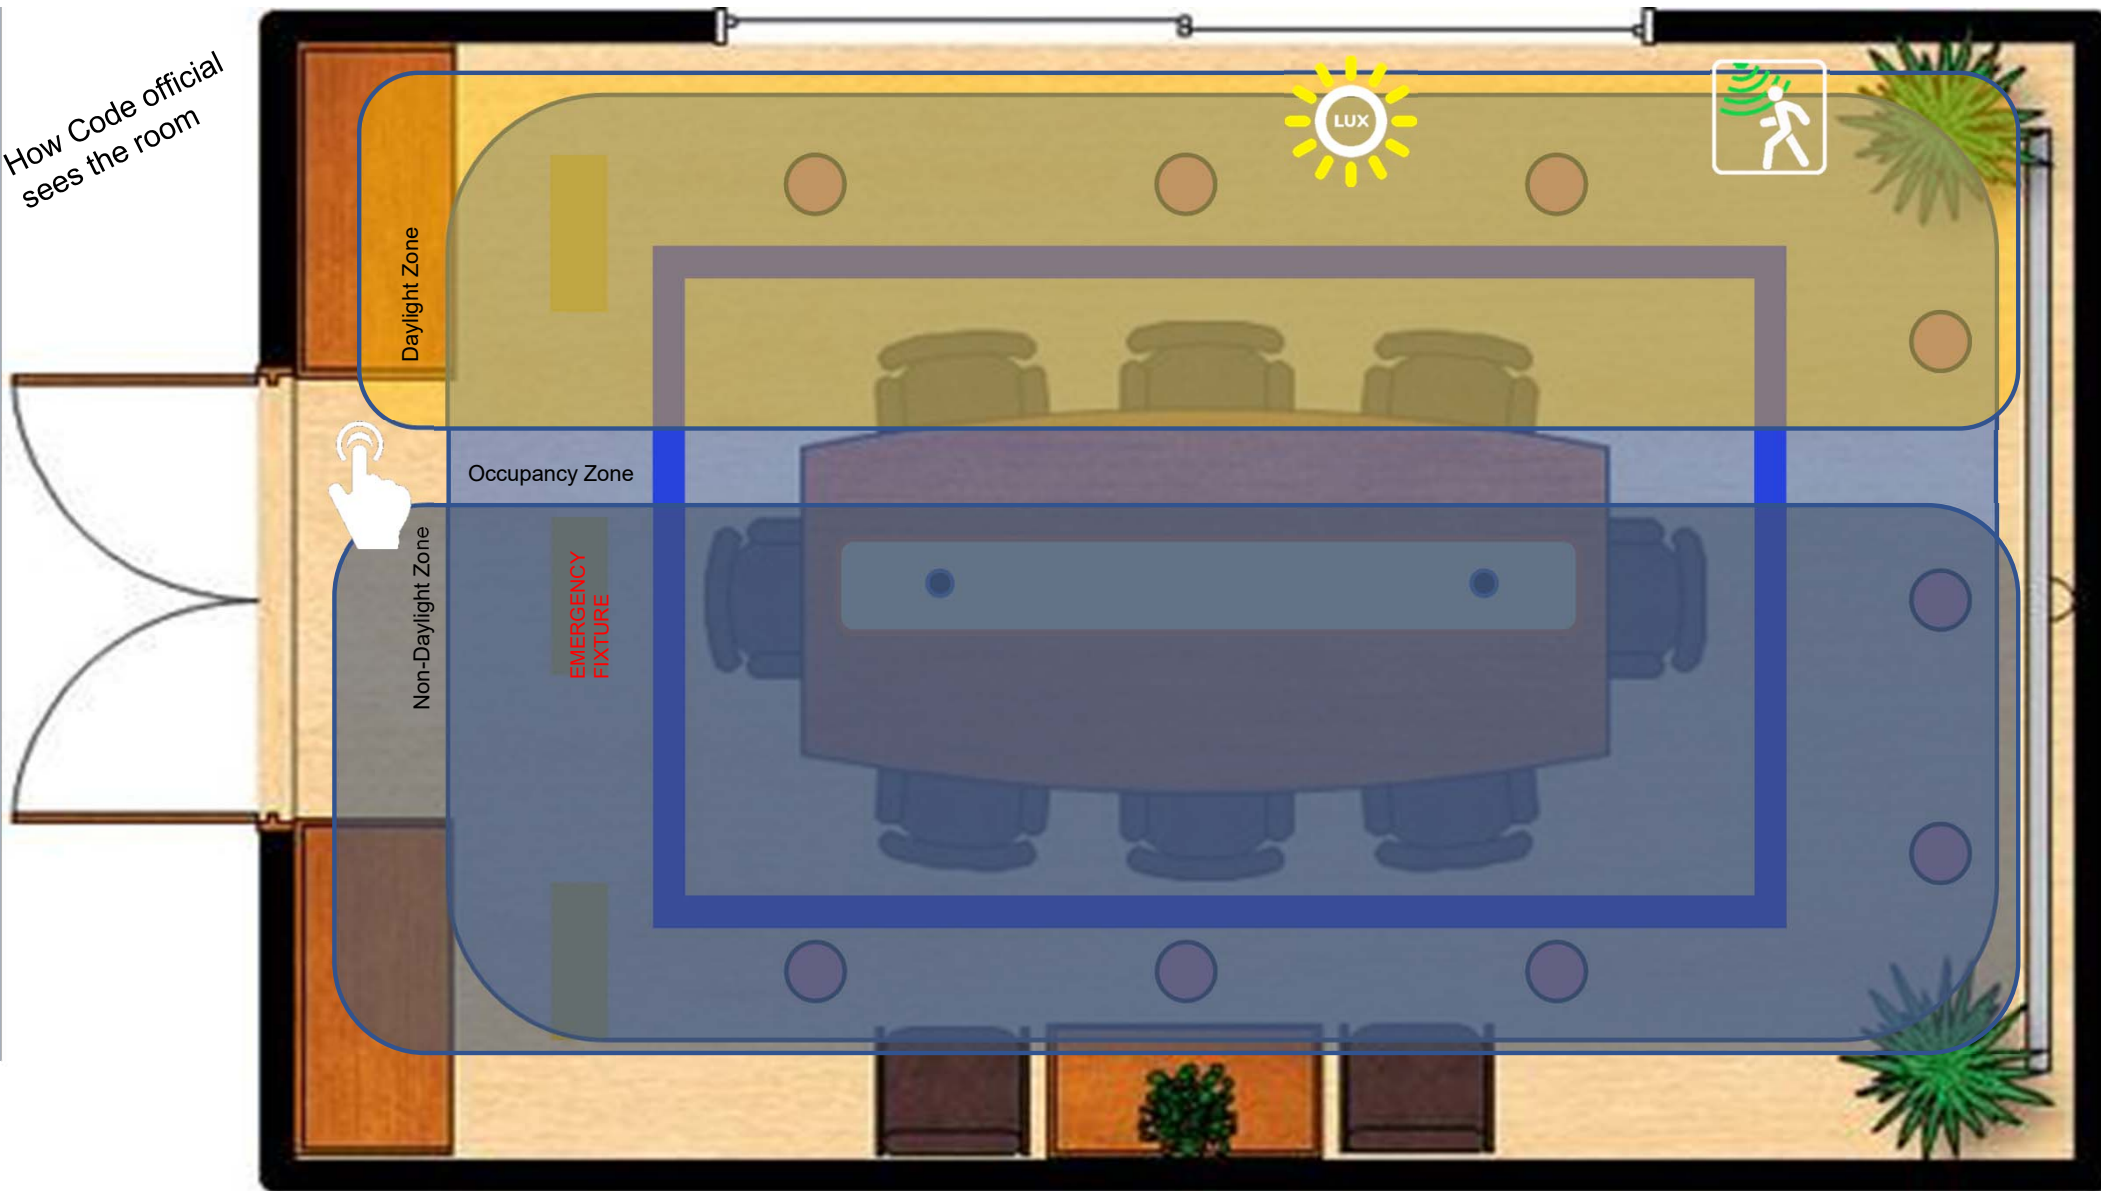 How Code official
sees the room
LUX
Daylight Zone
Occupancy Zone
Non-Daylight Zone
EMERGENCY
FIXTURE